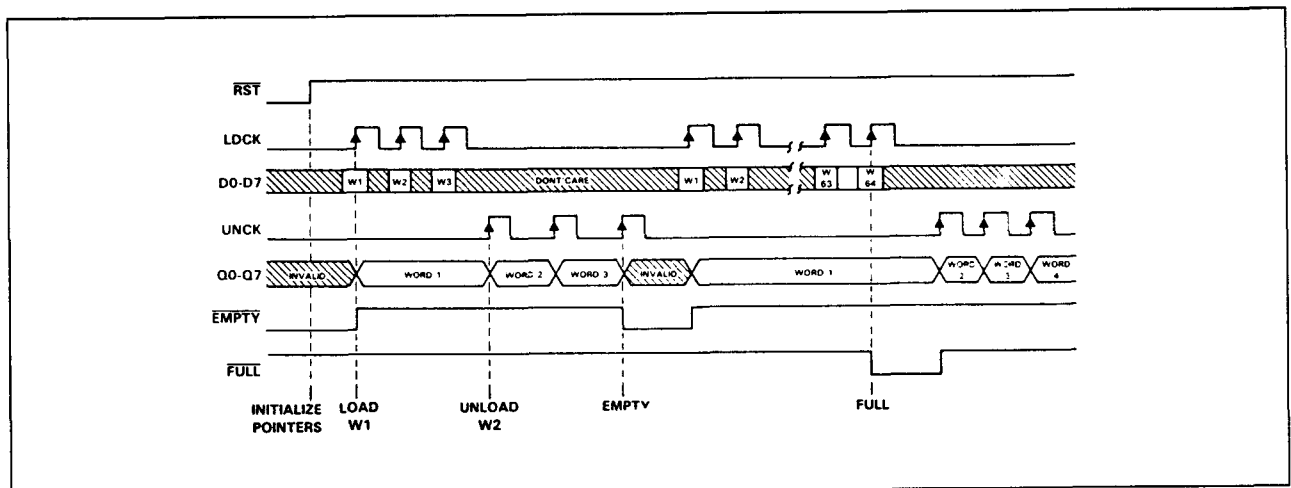 RST
LDCK
D0-D7 W1 W2 W3 DON'T CARE W1 W2 W 63 W 64
UNCK
Q0-Q7 INVALID WORD 1 WORD 2 WORD 3 INVALID WORD 1 WORD 2 WORD 3 WORD 4
EMPTY
FULL
INITIALIZE POINTERS
LOAD W1
UNLOAD W2
EMPTY
FULL